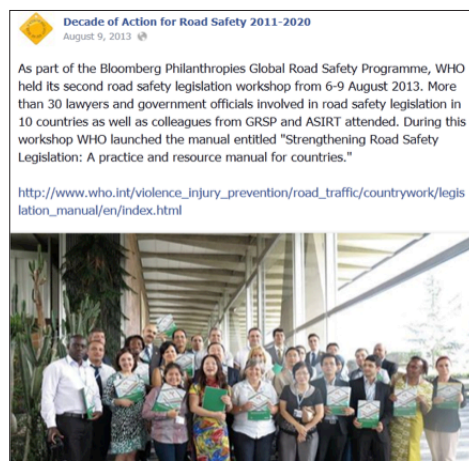 Decade of Action for Road Safety 2011-2020
August 9, 2013
As part of the Bloomberg Philanthropies Global Road Safety Programme, WHO
held its second road safety legislation workshop from 6-9 August 2013. More
than 30 lawyers and government officials involved in road safety legislation in
10 countries as well as colleagues from GRSP and ASIRT attended. During this
workshop WHO launched the manual entitled "Strengthening Road Safety
Legislation: A practice and resource manual for countries."
http://www.who.int/violence_injury_prevention/road_traffic/countrywork/legis
lation_manual/en/index.html